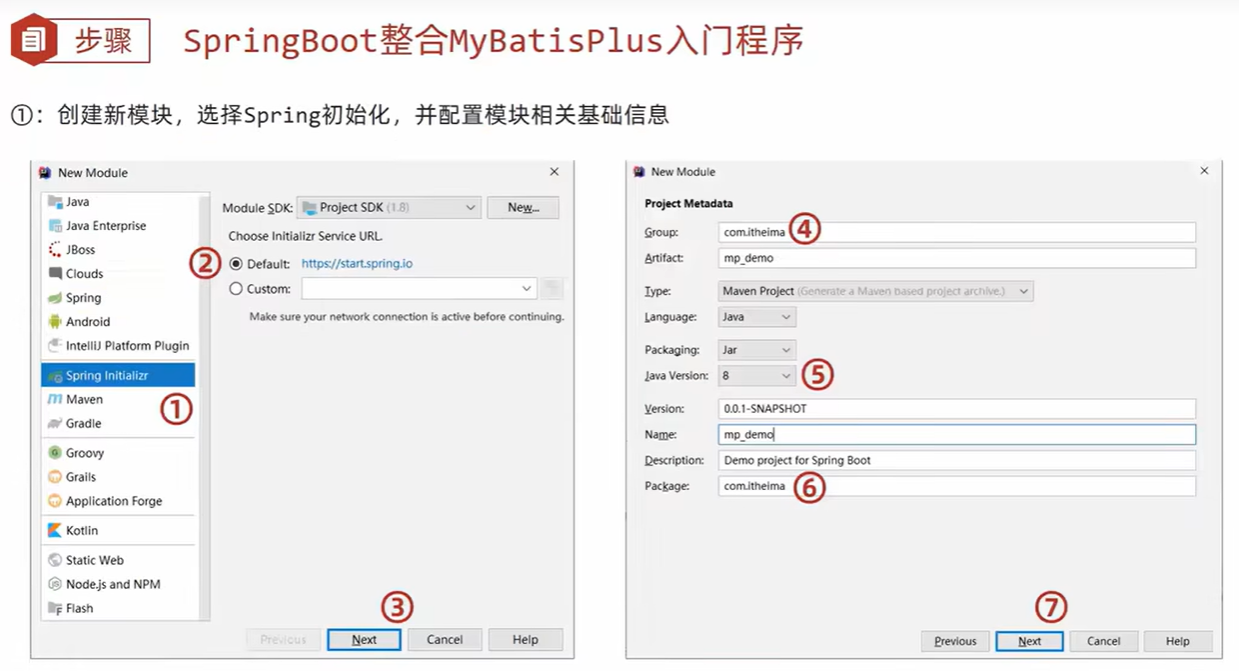 步骤
SpringBoot整合MyBatisPlus入门程序
①：创建新模块，选择Spring初始化，并配置模块相关基础信息
New Module
Java
Java Enterprise
JBoss
Clouds
Spring
Android
IntelliJ Platform Plugin
Spring Initializr
①
Maven
Gradle
Groovy
Grails
Application Forge
Kotlin
Static Web
Node.js and NPM
Flash
Module SDK: Project SDK (1.8) New...
Choose Initializr Service URL.
② Default: https://start.spring.io
Custom:
Make sure your network connection is active before continuing.
③
Previous Next Cancel Help
New Module
Project Metadata
Group: com.itheima ④
Artifact: mp_demo
Type: Maven Project (Generate a Maven based project archive.)
Language: Java
Packaging: Jar
Java Version: 8 ⑤
Version: 0.0.1-SNAPSHOT
Name: mp_demo
Description: Demo project for Spring Boot
Package: com.itheima ⑥
⑦
Previous Next Cancel Help